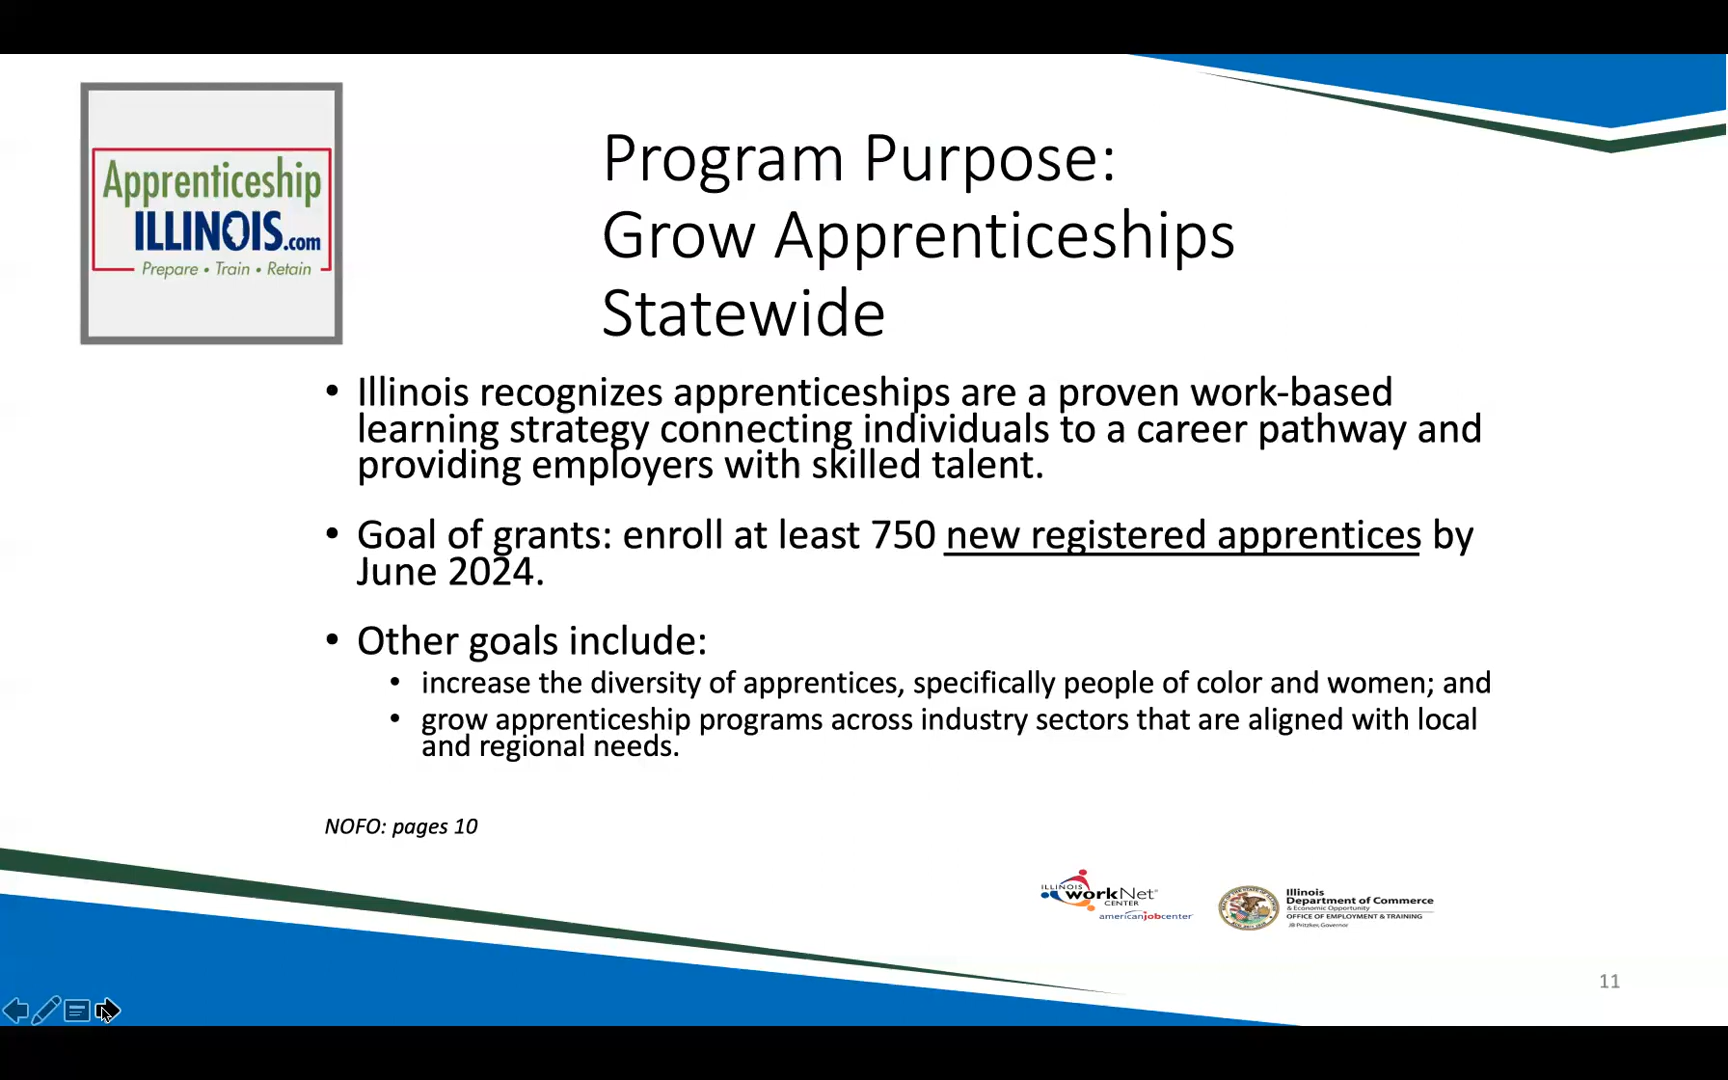 Apprenticeship
ILLINOIS.com
Prepare • Train • Retain
Program Purpose:
Grow Apprenticeships
Statewide
• Illinois recognizes apprenticeships are a proven work-based
learning strategy connecting individuals to a career pathway and
providing employers with skilled talent.
• Goal of grants: enroll at least 750 new registered apprentices by
June 2024.
• Other goals include:
• increase the diversity of apprentices, specifically people of color and women; and
• grow apprenticeship programs across industry sectors that are aligned with local
and regional needs.
NOFO: pages 10
ILLINOIS
workNet®
CENTER
americanjobcenter
Illinois
Department of Commerce
& Economic Opportunity
OFFICE OF EMPLOYMENT & TRAINING
JB Pritzker, Governor
11